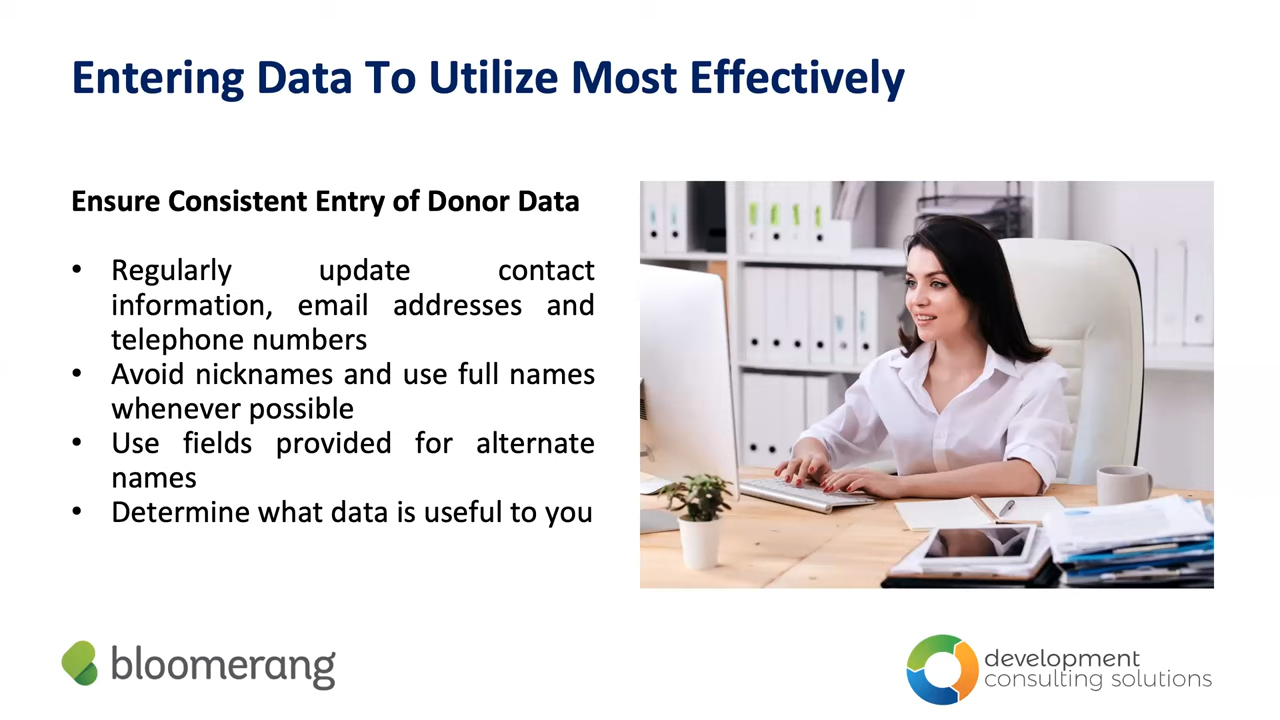 Entering Data To Utilize Most Effectively
Ensure Consistent Entry of Donor Data
• Regularly update contact
information, email addresses and
telephone numbers
• Avoid nicknames and use full names
whenever possible
• Use fields provided for alternate
names
• Determine what data is useful to you
bloomerang
development
consulting solutions